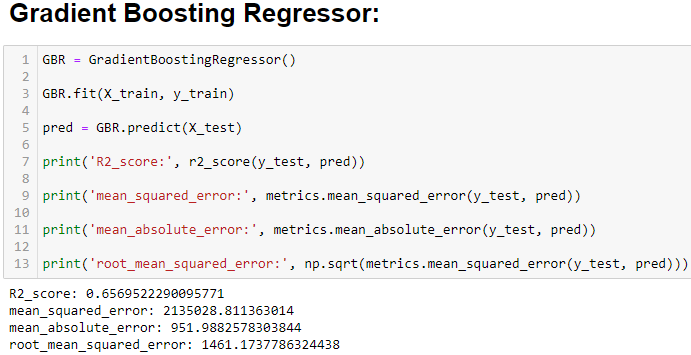 Gradient Boosting Regressor:
1 GBR = GradientBoostingRegressor()
2
3 GBR.fit(X_train, y_train)
4
5 pred = GBR.predict(X_test)
6
7 print('R2_score:', r2_score(y_test, pred))
8
9 print('mean_squared_error:', metrics.mean_squared_error(y_test, pred))
10
11 print('mean_absolute_error:', metrics.mean_absolute_error(y_test, pred))
12
13 print('root_mean_squared_error:', np.sqrt(metrics.mean_squared_error(y_test, pred)))
R2_score: 0.6569522290095771
mean_squared_error: 2135028.811363014
mean_absolute_error: 951.9882578303844
root_mean_squared_error: 1461.1737786324438